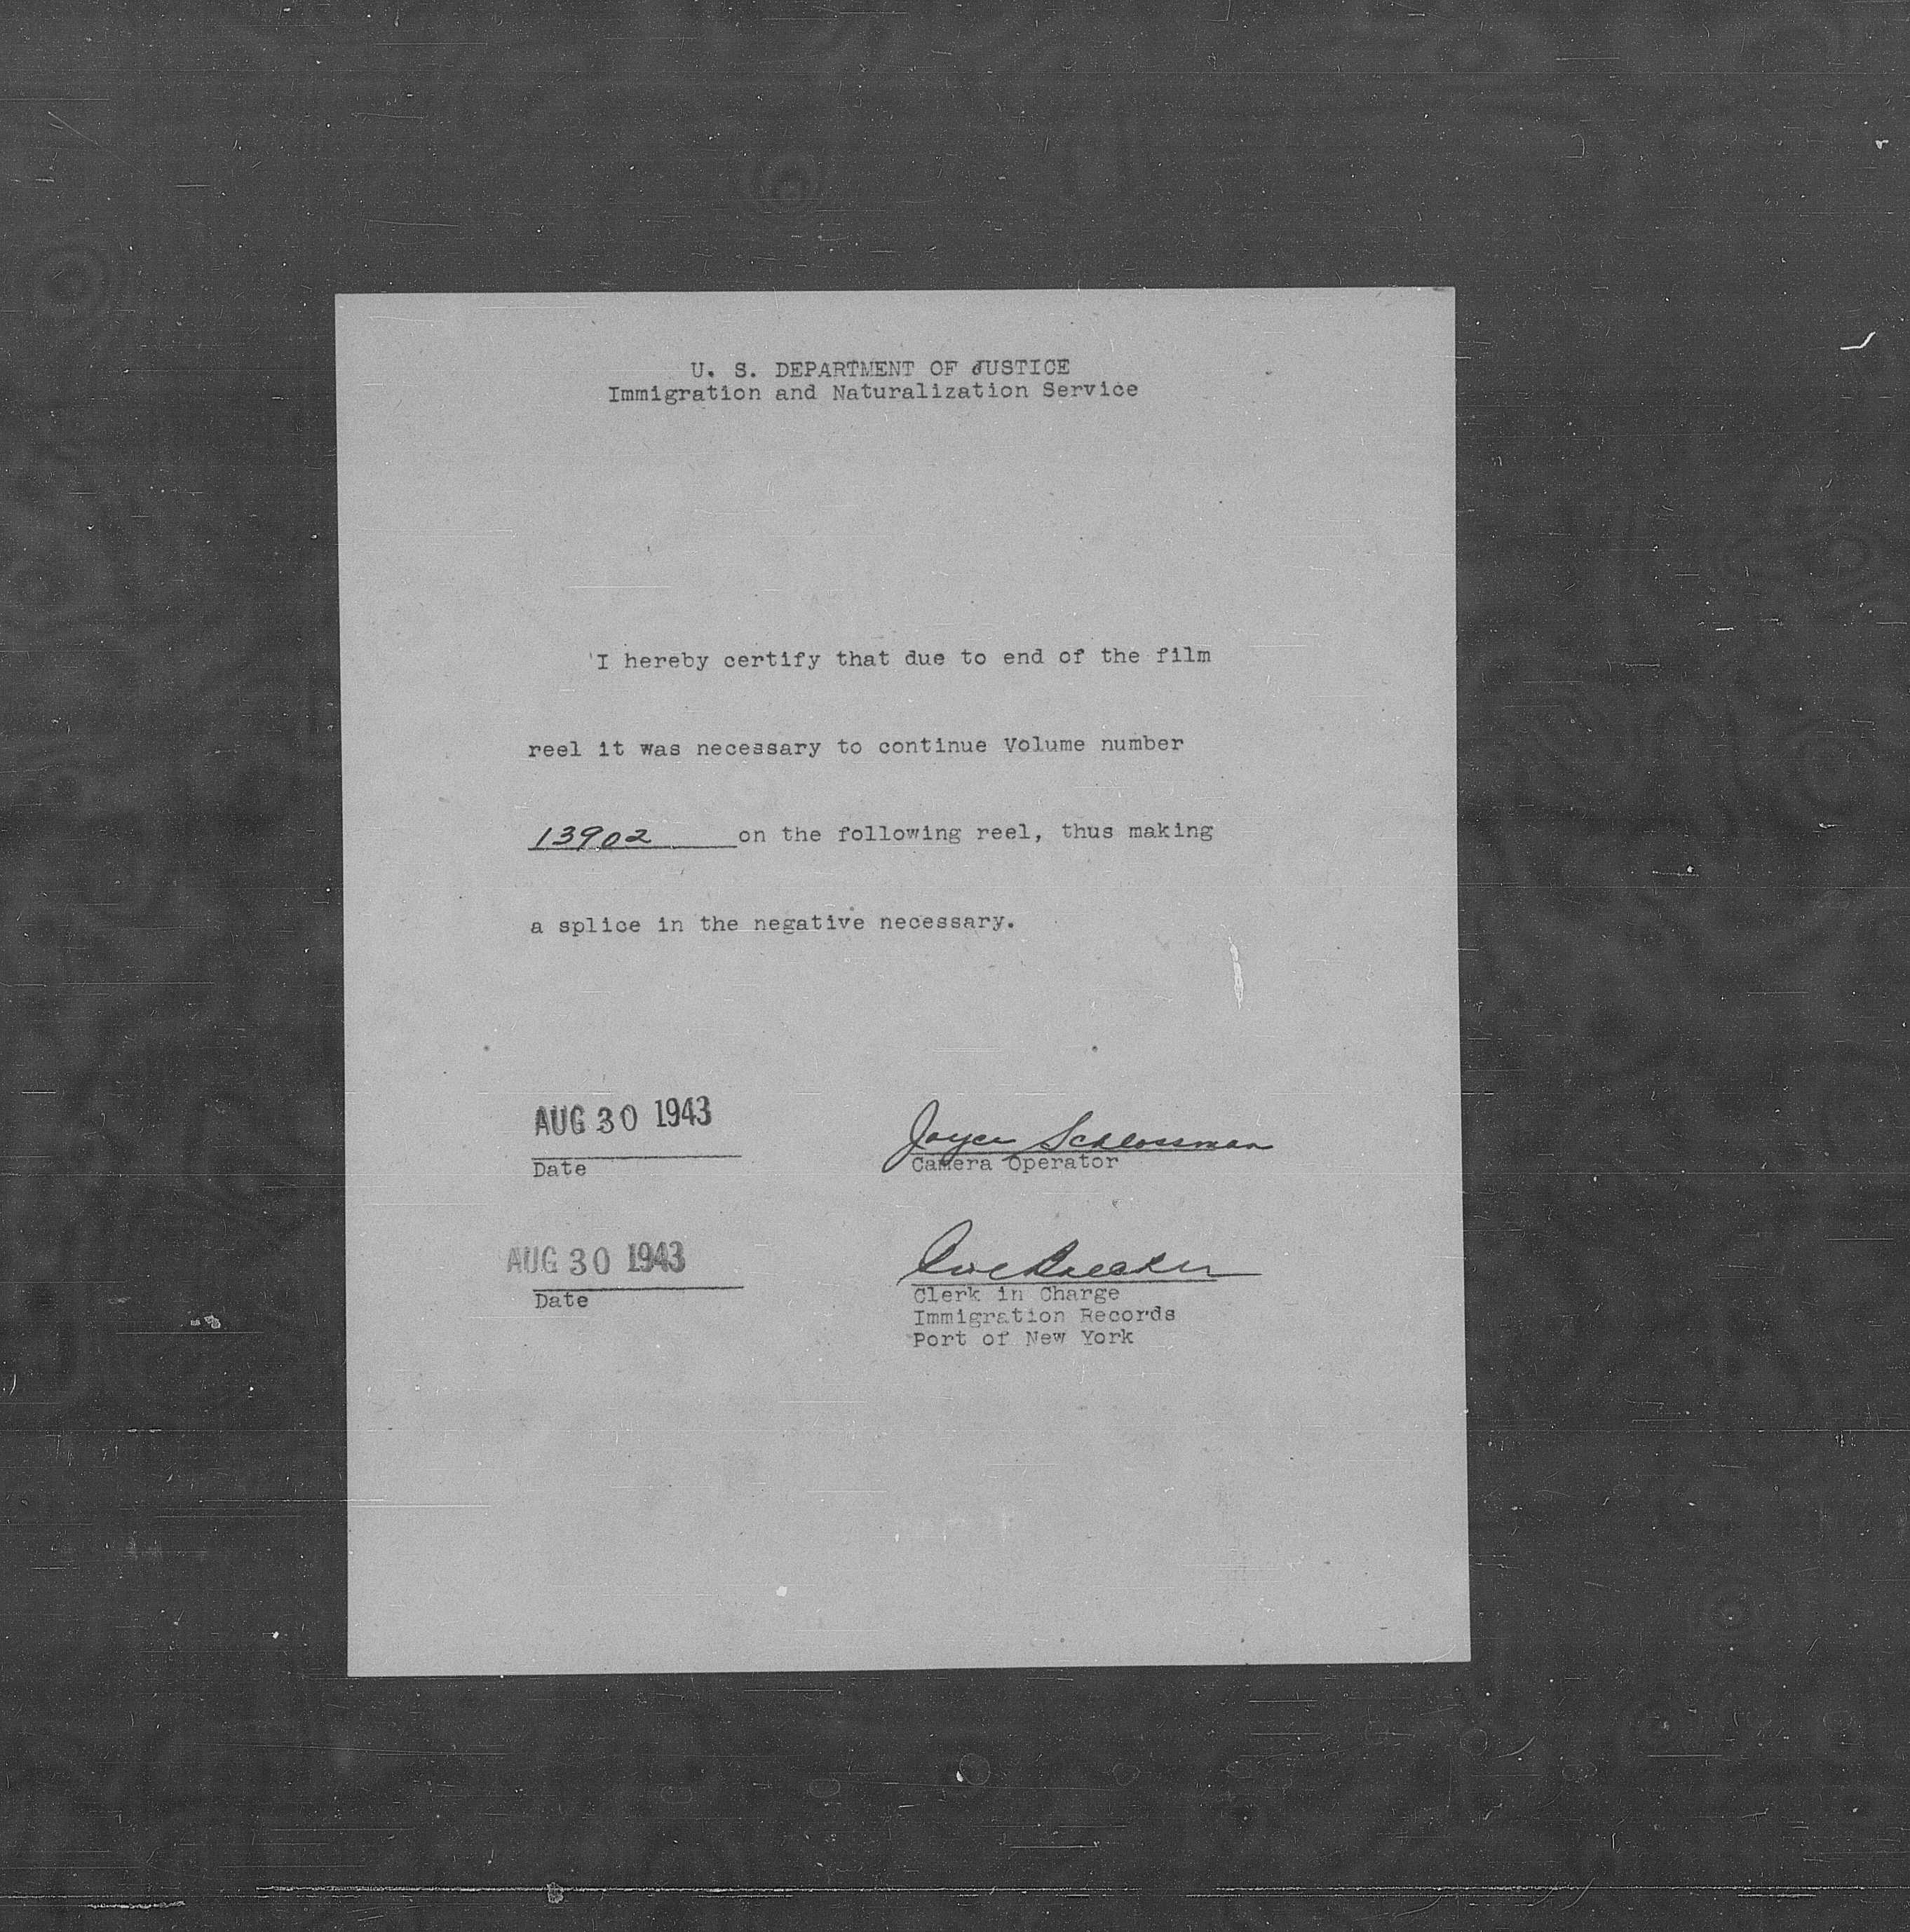 U. S. DEPARTMENT OF JUSTICE
Immigration and Naturalization Service
I hereby certify that due to end of the film
reel it was necessary to continue Volume number
13902 on the following reel, thus making
a splice in the negative necessary.
AUG 30 1943
Joyce Schlossman
Date
Camera Operator
AUG 30 1943
Date
Clerk in Charge
Immigration Records
Port of New York